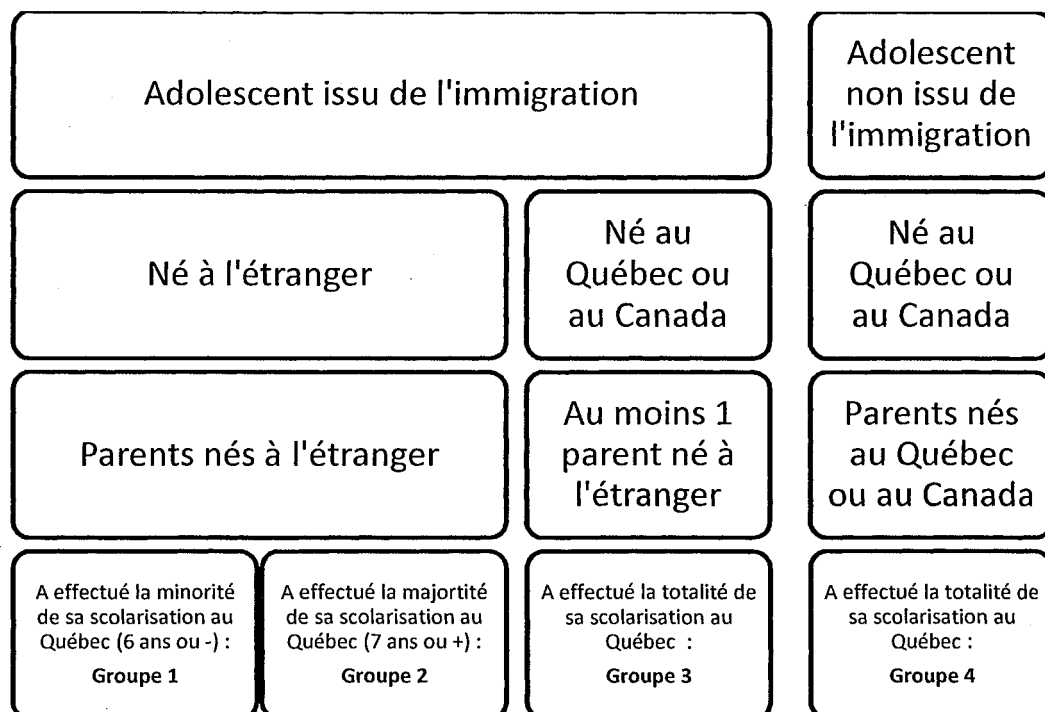 Adolescent issu de l'immigration
Adolescent
non issu de
l'immigration
Né à l'étranger
Né au
Québec ou
au Canada
Né au
Québec ou
au Canada
Parents nés à l'étranger
Au moins 1
parent né à
l'étranger
Parents nés
au Québec
ou au Canada
A effectué la minorité
de sa scolarisation au
Québec (6 ans ou -) :
Groupe 1
A effectué la majortité
de sa scolarisation au
Québec (7 ans ou +) :
Groupe 2
A effectué la totalité de
sa scolarisation au
Québec :
Groupe 3
A effectué la totalité de
sa scolarisation au
Québec :
Groupe 4